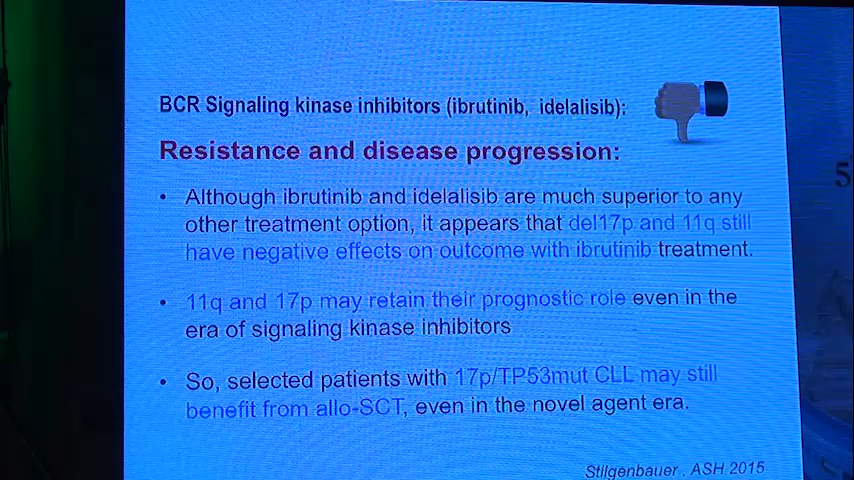 BCR Signaling kinase inhibitors (ibrutinib, idelalisib):
Resistance and disease progression:
• Although ibrutinib and idelalisib are much superior to any
other treatment option, it appears that del17p and 11q still
have negative effects on outcome with ibrutinib treatment.
• 11q and 17p may retain their prognostic role even in the
era of signaling kinase inhibitors
• So, selected patients with 17p/TP53mut CLL may still
benefit from allo-SCT, even in the novel agent era.
Stilgenbauer , ASH 2015
5